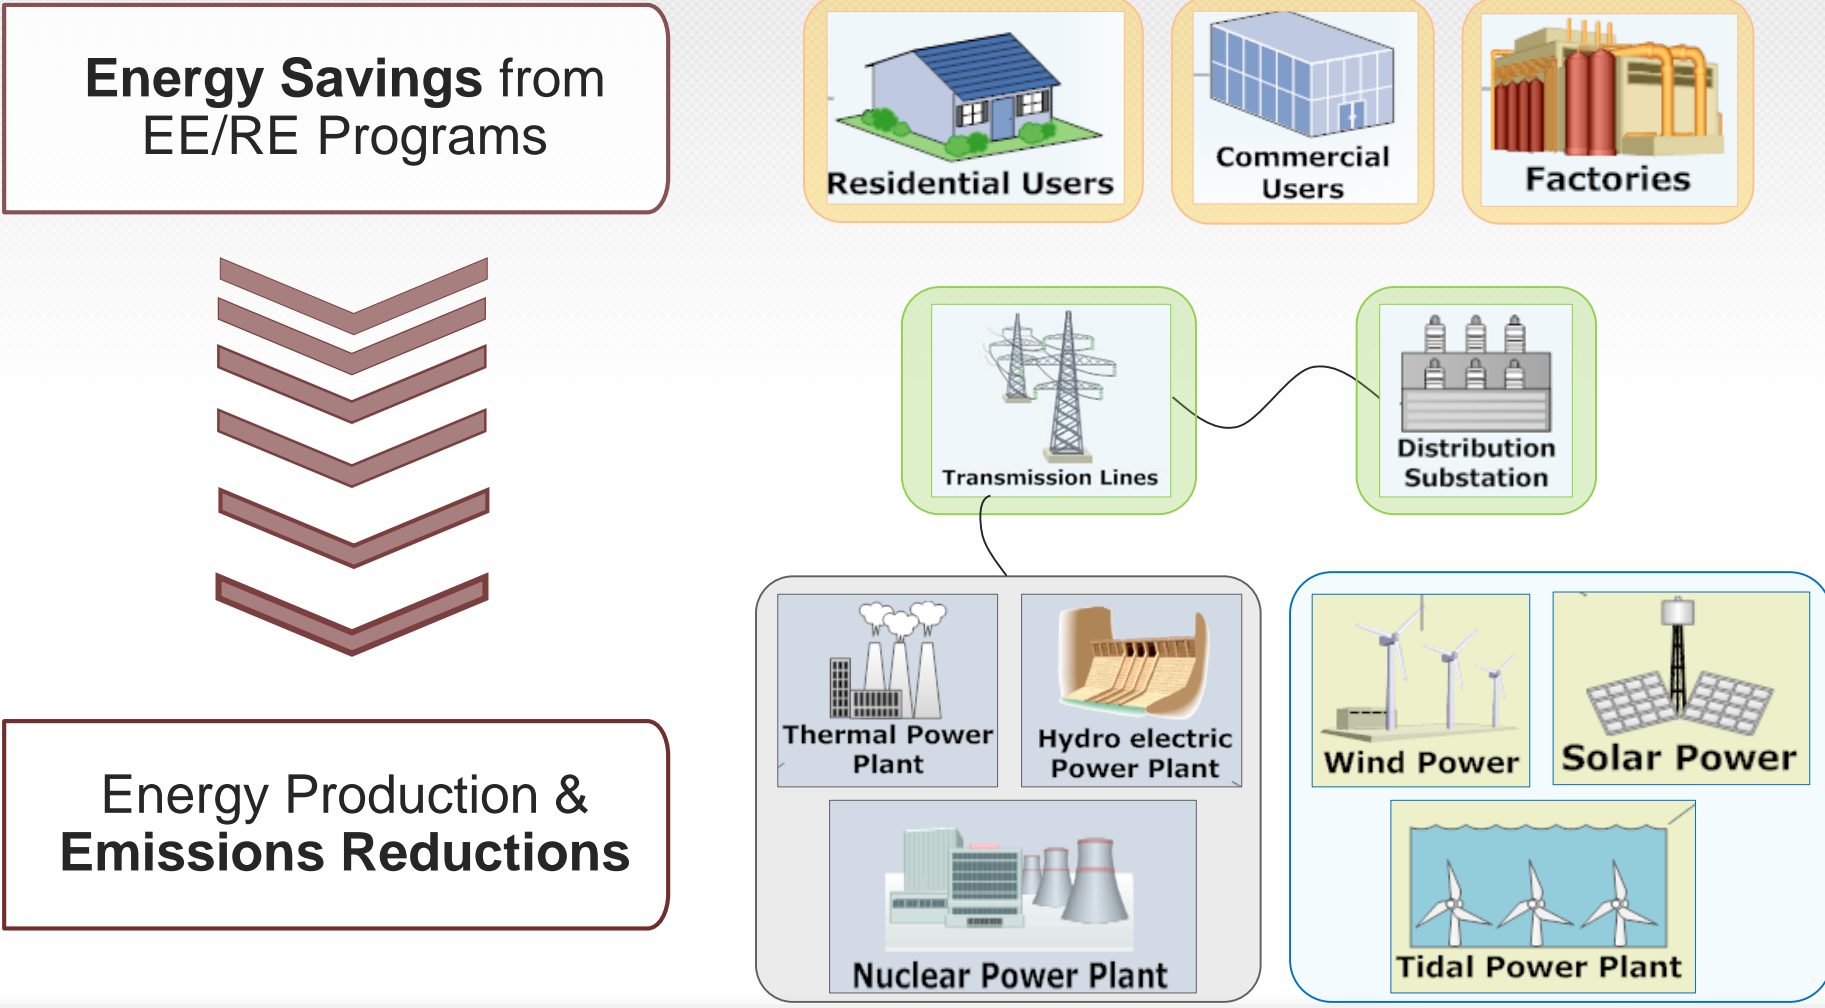 Energy Savings from
EE/RE Programs
Residential Users
Commercial
Users
Factories
Transmission Lines
Distribution
Substation
Energy Production &
Emissions Reductions
Thermal Power
Plant
Hydro electric
Power Plant
Nuclear Power Plant
Wind Power
Solar Power
Tidal Power Plant